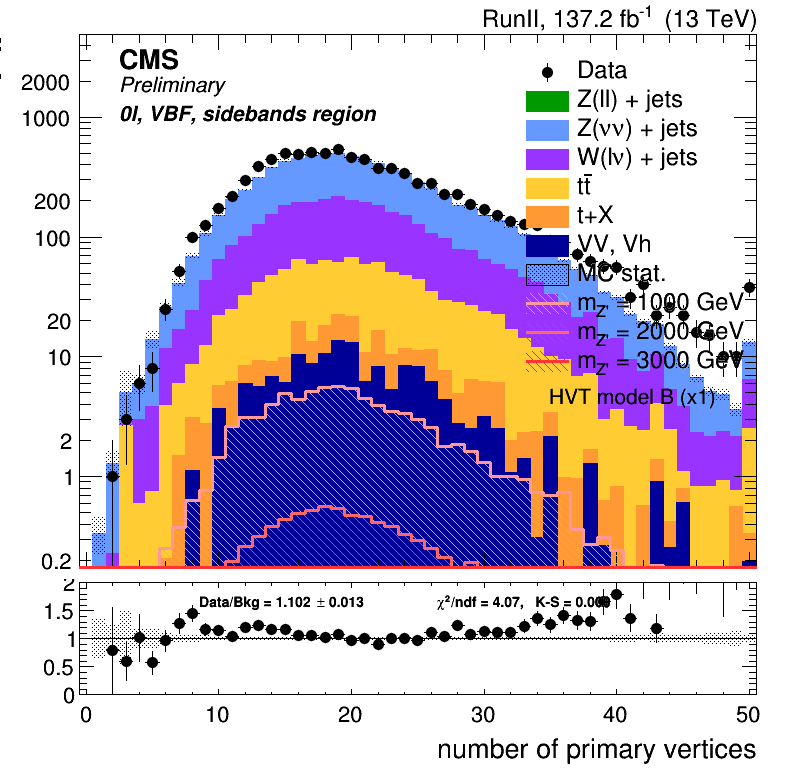 RunII, 137.2 fb⁻¹ (13 TeV)
CMS
Preliminary
0l, VBF, sidebands region
Data
Z(ll) + jets
Z(νν) + jets
W(lν) + jets
tt̄
t+X
VV, Vh
MC stat.
m_Z' = 1000 GeV
m_Z' = 2000 GeV
m_Z' = 3000 GeV
HVT model B (x1)
2000
1000
200
100
20
10
2
1
0.2
2
1.5
1
0.5
0
Data/Bkg = 1.102 ± 0.013 χ²/ndf = 4.07, K-S = 0.00
0 10 20 30 40 50
number of primary vertices